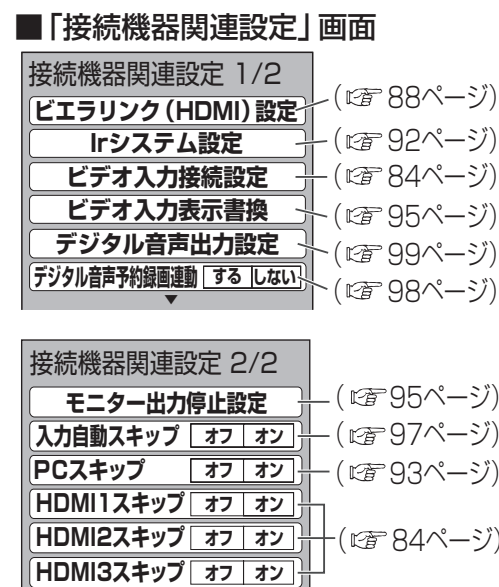 ■「接続機器関連設定」画面
接続機器関連設定 1/2
ビエラリンク(HDMI)設定 (☞ 88ページ)
Irシステム設定 (☞ 92ページ)
ビデオ入力接続設定 (☞ 84ページ)
ビデオ入力表示書換 (☞ 95ページ)
デジタル音声出力設定 (☞ 99ページ)
デジタル音声予約録画連動 する しない (☞ 98ページ)
▼
接続機器関連設定 2/2
モニター出力停止設定 (☞ 95ページ)
入力自動スキップ オフ オン (☞ 97ページ)
PCスキップ オフ オン (☞ 93ページ)
HDMI1スキップ オフ オン
HDMI2スキップ オフ オン (☞ 84ページ)
HDMI3スキップ オフ オン